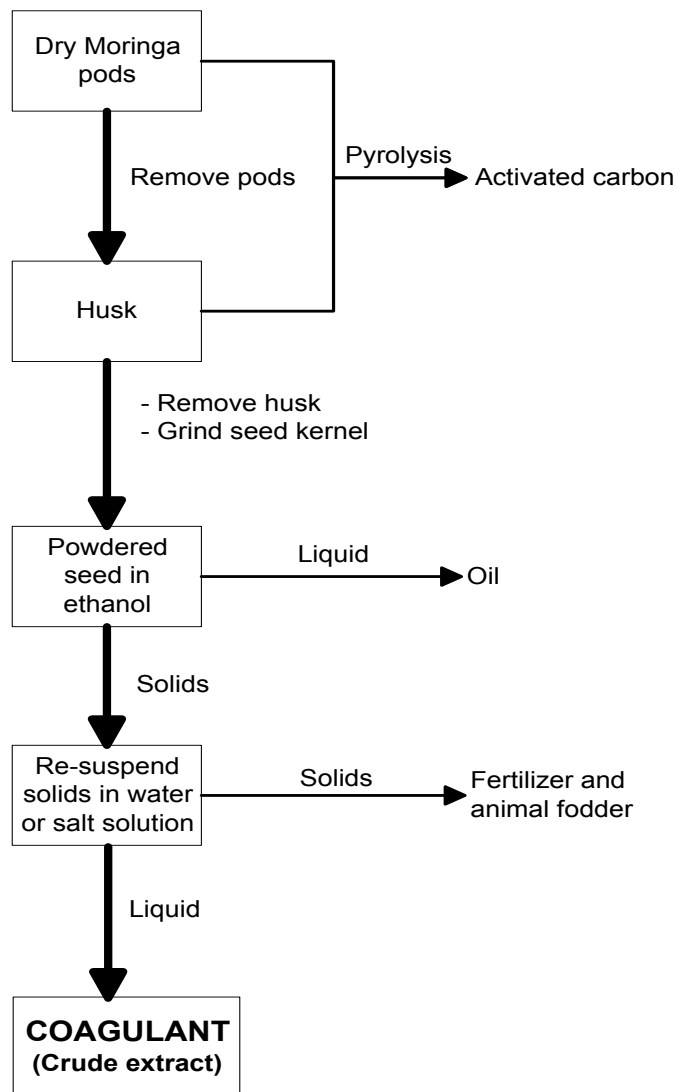 Dry Moringa
pods
Remove pods
Pyrolysis
Activated carbon
Husk
- Remove husk
- Grind seed kernel
Powdered
seed in
ethanol
Liquid
Oil
Solids
Re-suspend
solids in water
or salt solution
Solids
Fertilizer and
animal fodder
Liquid
COAGULANT
(Crude extract)